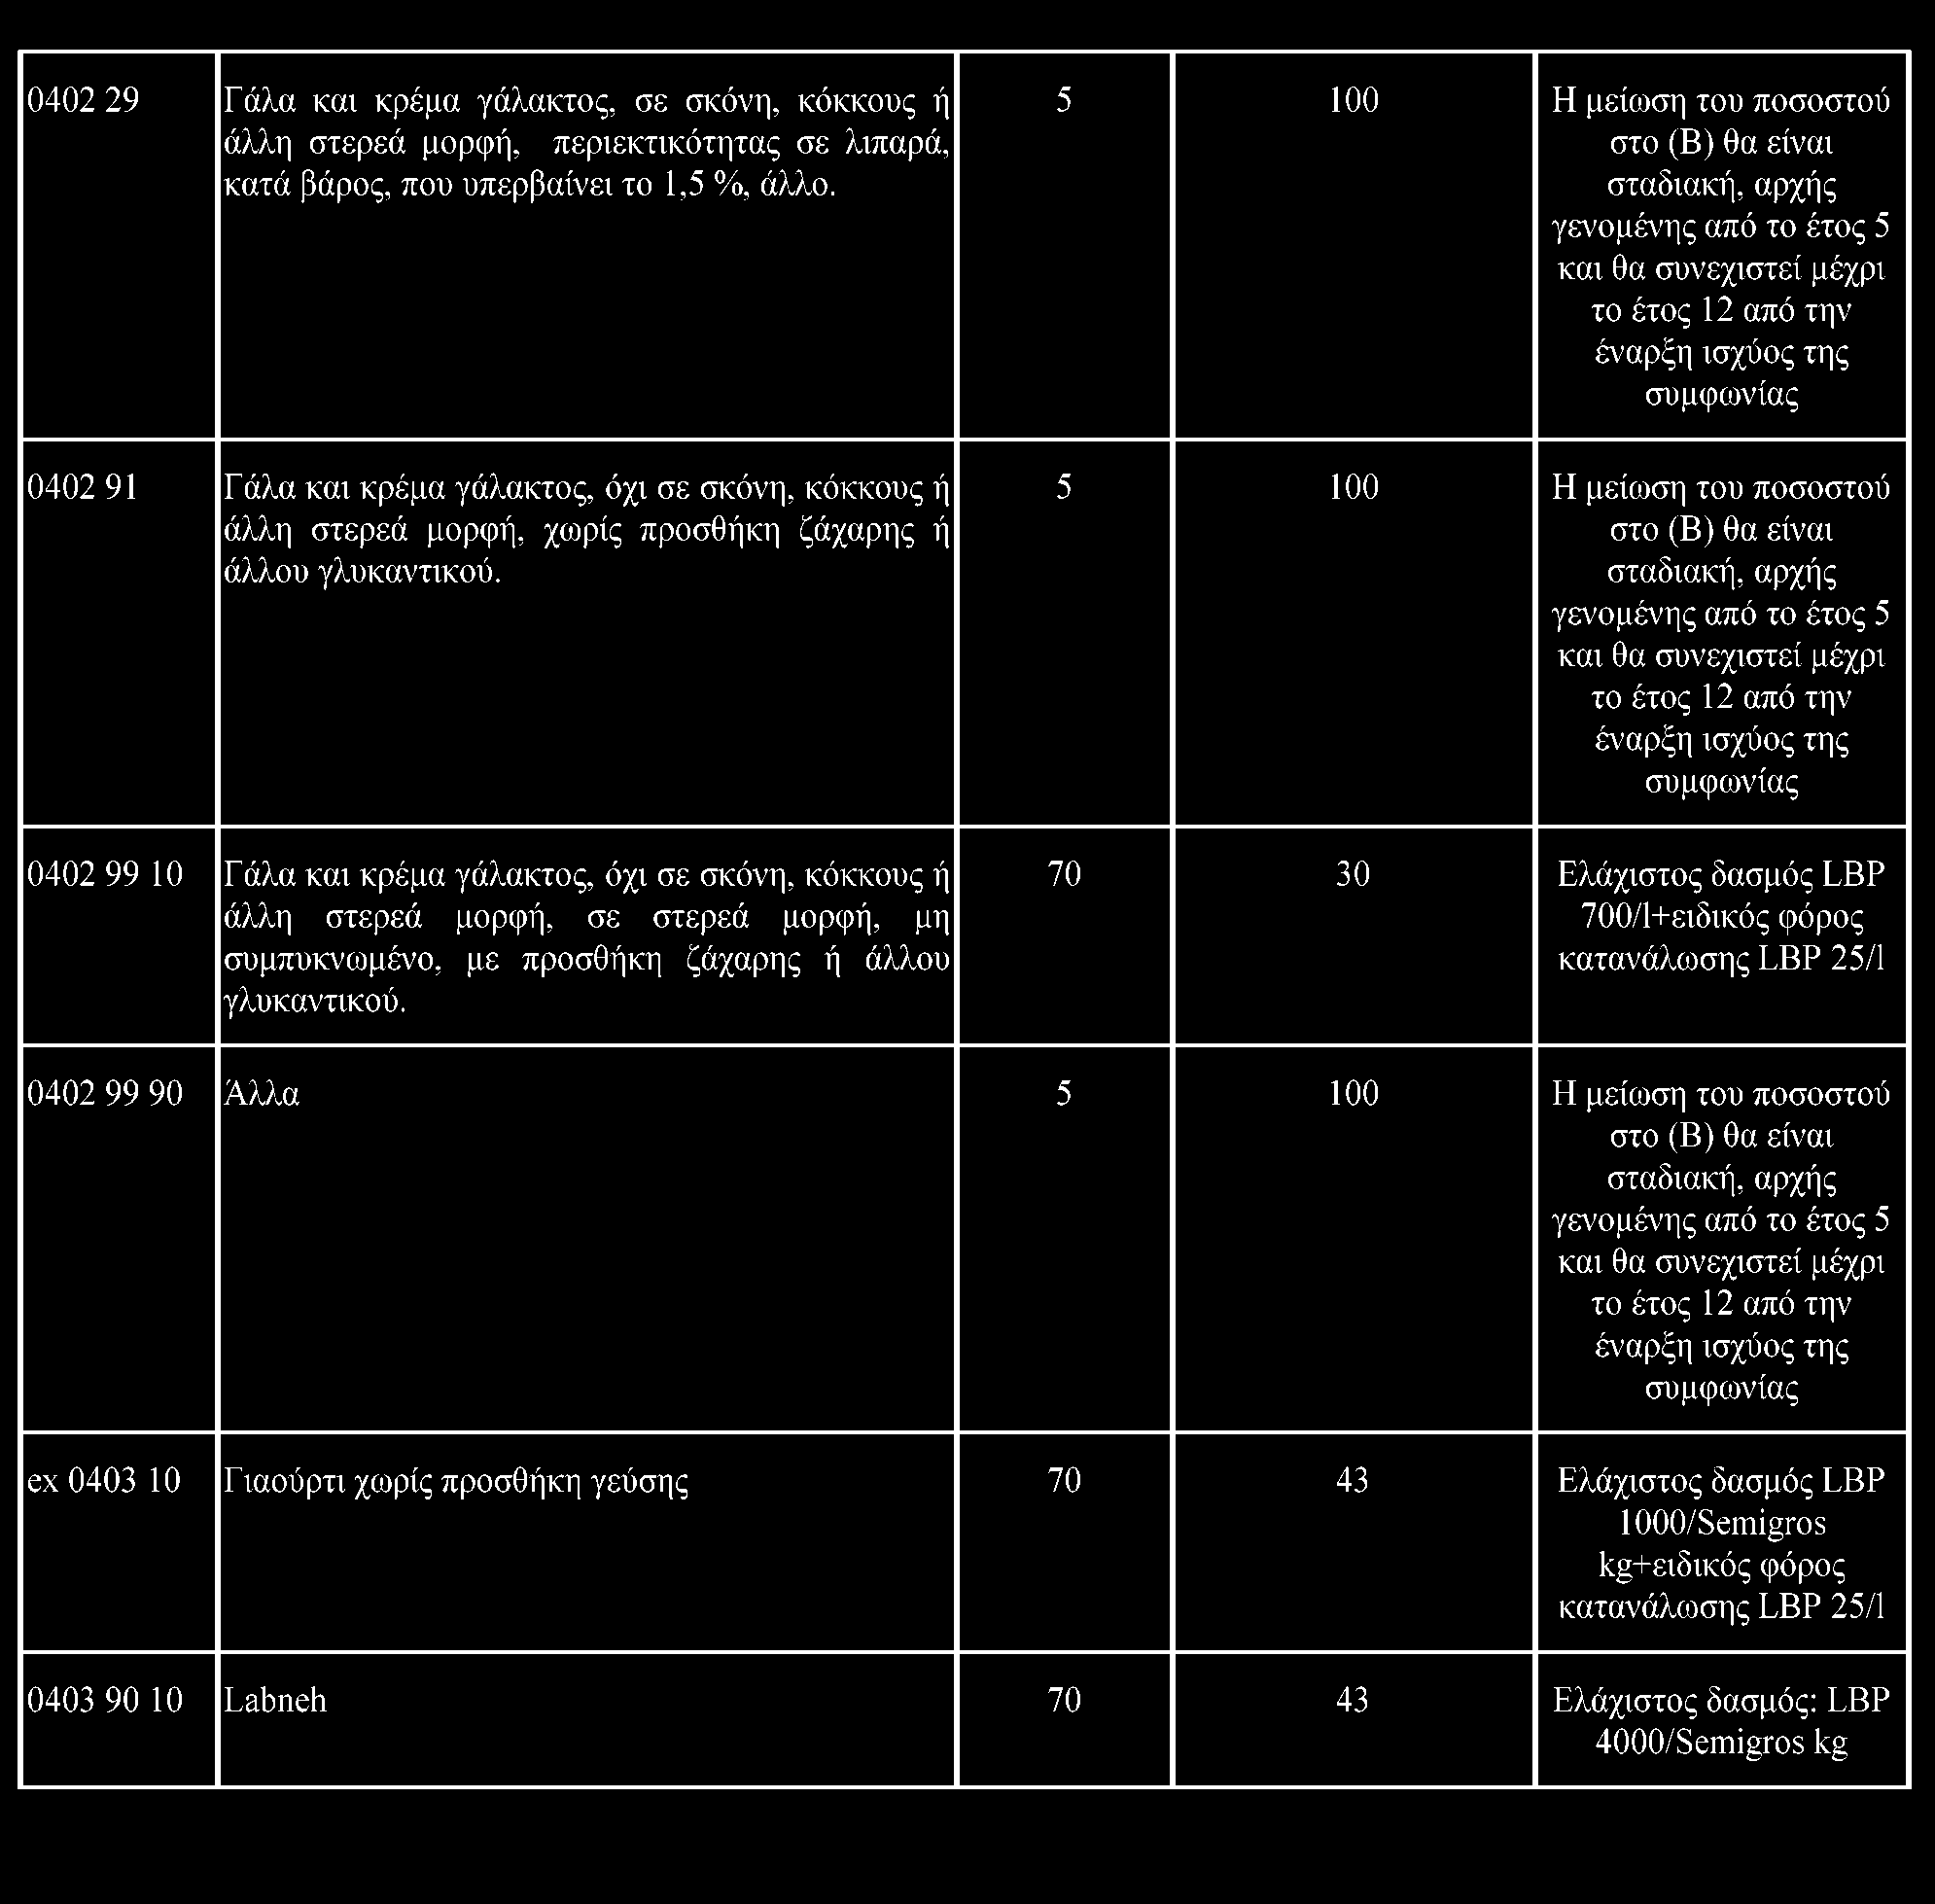 0402 29
Γάλα και κρέμα γάλακτος, σε σκόνη, κόκκους ή
άλλη στερεά μορφή, περιεκτικότητας σε λιπαρά,
κατά βάρος, που υπερβαίνει το 1,5 %, άλλο.
5
100
Η μείωση του ποσοστού
στο (Β) θα είναι
σταδιακή, αρχής
γενομένης από το έτος 5
και θα συνεχιστεί μέχρι
το έτος 12 από την
έναρξη ισχύος της
συμφωνίας
0402 91
Γάλα και κρέμα γάλακτος, όχι σε σκόνη, κόκκους ή
άλλη στερεά μορφή, χωρίς προσθήκη ζάχαρης ή
άλλου γλυκαντικού.
5
100
Η μείωση του ποσοστού
στο (Β) θα είναι
σταδιακή, αρχής
γενομένης από το έτος 5
και θα συνεχιστεί μέχρι
το έτος 12 από την
έναρξη ισχύος της
συμφωνίας
0402 99 10
Γάλα και κρέμα γάλακτος, όχι σε σκόνη, κόκκους ή
άλλη στερεά μορφή, σε στερεά μορφή, μη
συμπυκνωμένο, με προσθήκη ζάχαρης ή άλλου
γλυκαντικού.
70
30
Ελάχιστος δασμός LBP
700/l+ειδικός φόρος
κατανάλωσης LBP 25/l
0402 99 90
Άλλα
5
100
Η μείωση του ποσοστού
στο (Β) θα είναι
σταδιακή, αρχής
γενομένης από το έτος 5
και θα συνεχιστεί μέχρι
το έτος 12 από την
έναρξη ισχύος της
συμφωνίας
ex 0403 10
Γιαούρτι χωρίς προσθήκη γεύσης
70
43
Ελάχιστος δασμός LBP
1000/Semigros
kg+ειδικός φόρος
κατανάλωσης LBP 25/l
0403 90 10
Labneh
70
43
Ελάχιστος δασμός: LBP
4000/Semigros kg